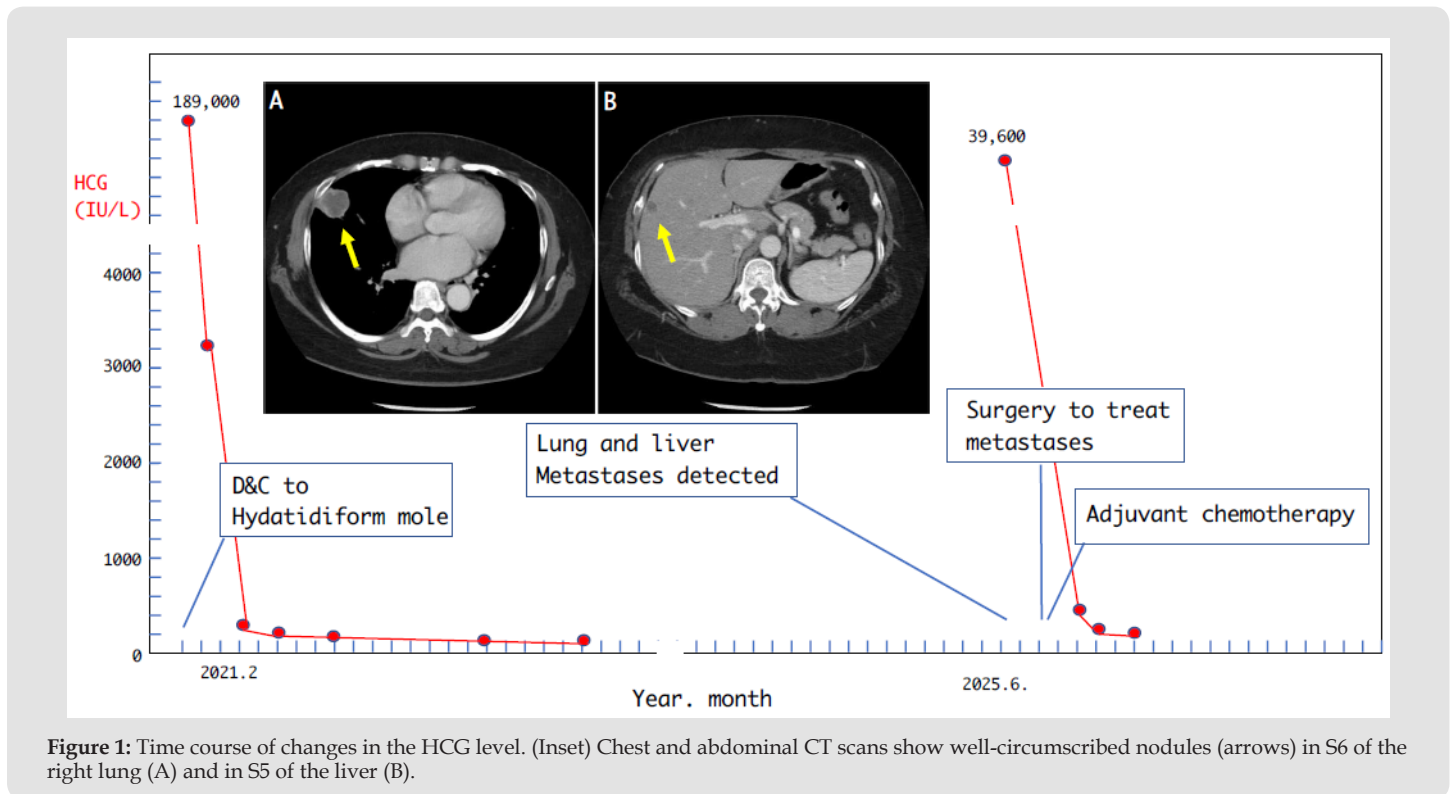 189,000
A
B
39,600
HCG
(IU/L)
4000
3000
2000
1000
0
D&C to
Hydatidiform mole
Lung and liver
Metastases detected
Surgery to treat
metastases
Adjuvant chemotherapy
2021.2
2025.6.
Year. month
Figure 1: Time course of changes in the HCG level. (Inset) Chest and abdominal CT scans show well-circumscribed nodules (arrows) in S6 of the
right lung (A) and in S5 of the liver (B).